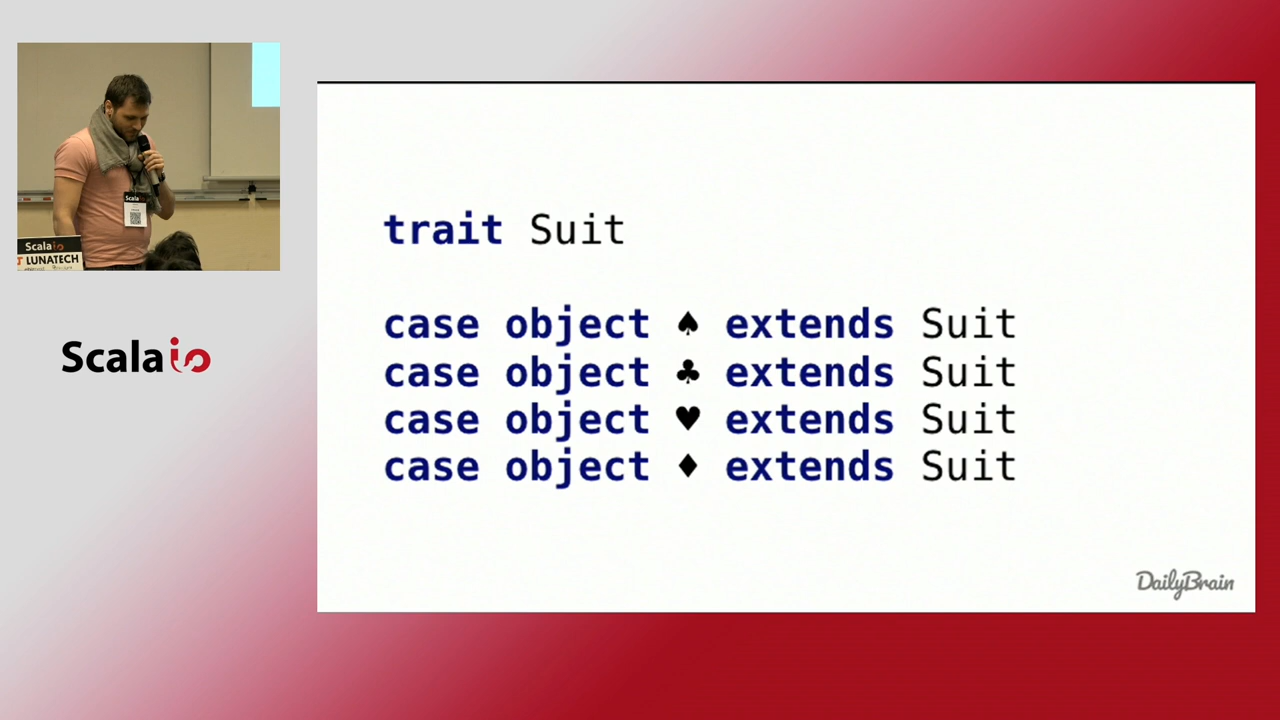 Scalaio
LUNATECH
Scalaio
trait Suit
case object ♠ extends Suit
case object ♣ extends Suit
case object ♥ extends Suit
case object ♦ extends Suit
DailyBrain